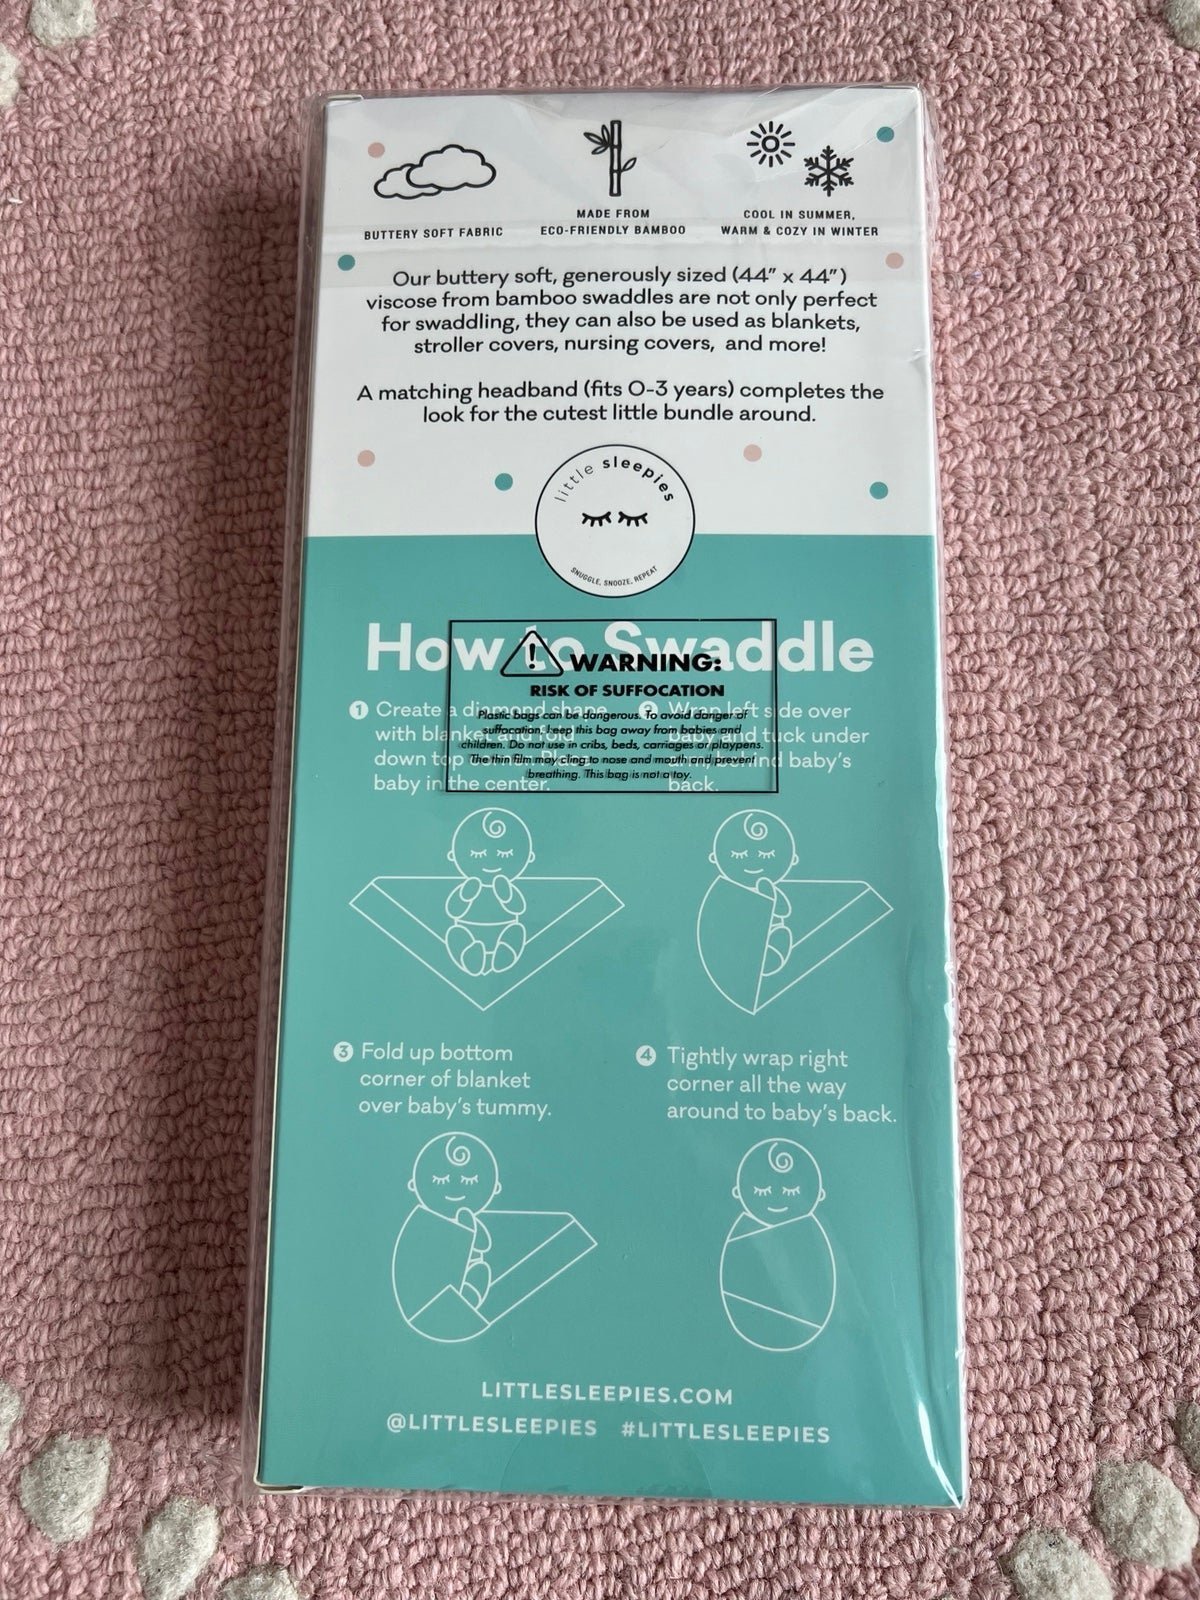 BUTTERY SOFT FABRIC
MADE FROM
ECO-FRIENDLY BAMBOO
COOL IN SUMMER,
WARM & COZY IN WINTER
Our buttery soft, generously sized (44” x 44”)
viscose from bamboo swaddles are not only perfect
for swaddling, they can also be used as blankets,
stroller covers, nursing covers, and more!
A matching headband (fits 0-3 years) completes the
look for the cutest little bundle around.
little sleepies
SNUGGLE, SNOOZE, REPEAT
How to Swaddle
! WARNING:
RISK OF SUFFOCATION
Plastic bags can be dangerous. To avoid danger of
suffocation, keep this bag away from babies and
children. Do not use in cribs, beds, carriages or playpens.
The thin film may cling to nose and mouth and prevent
breathing. This bag is not a toy.
1 Create a diamond shape
with blanket and fold
down top
baby in the center.
2 Wrap left side over
baby and tuck under
arm, behind baby's
back.
3 Fold up bottom
corner of blanket
over baby's tummy.
4 Tightly wrap right
corner all the way
around to baby's back.
LITTLESLEEPIES.COM
@LITTLESLEEPIES #LITTLESLEEPIES